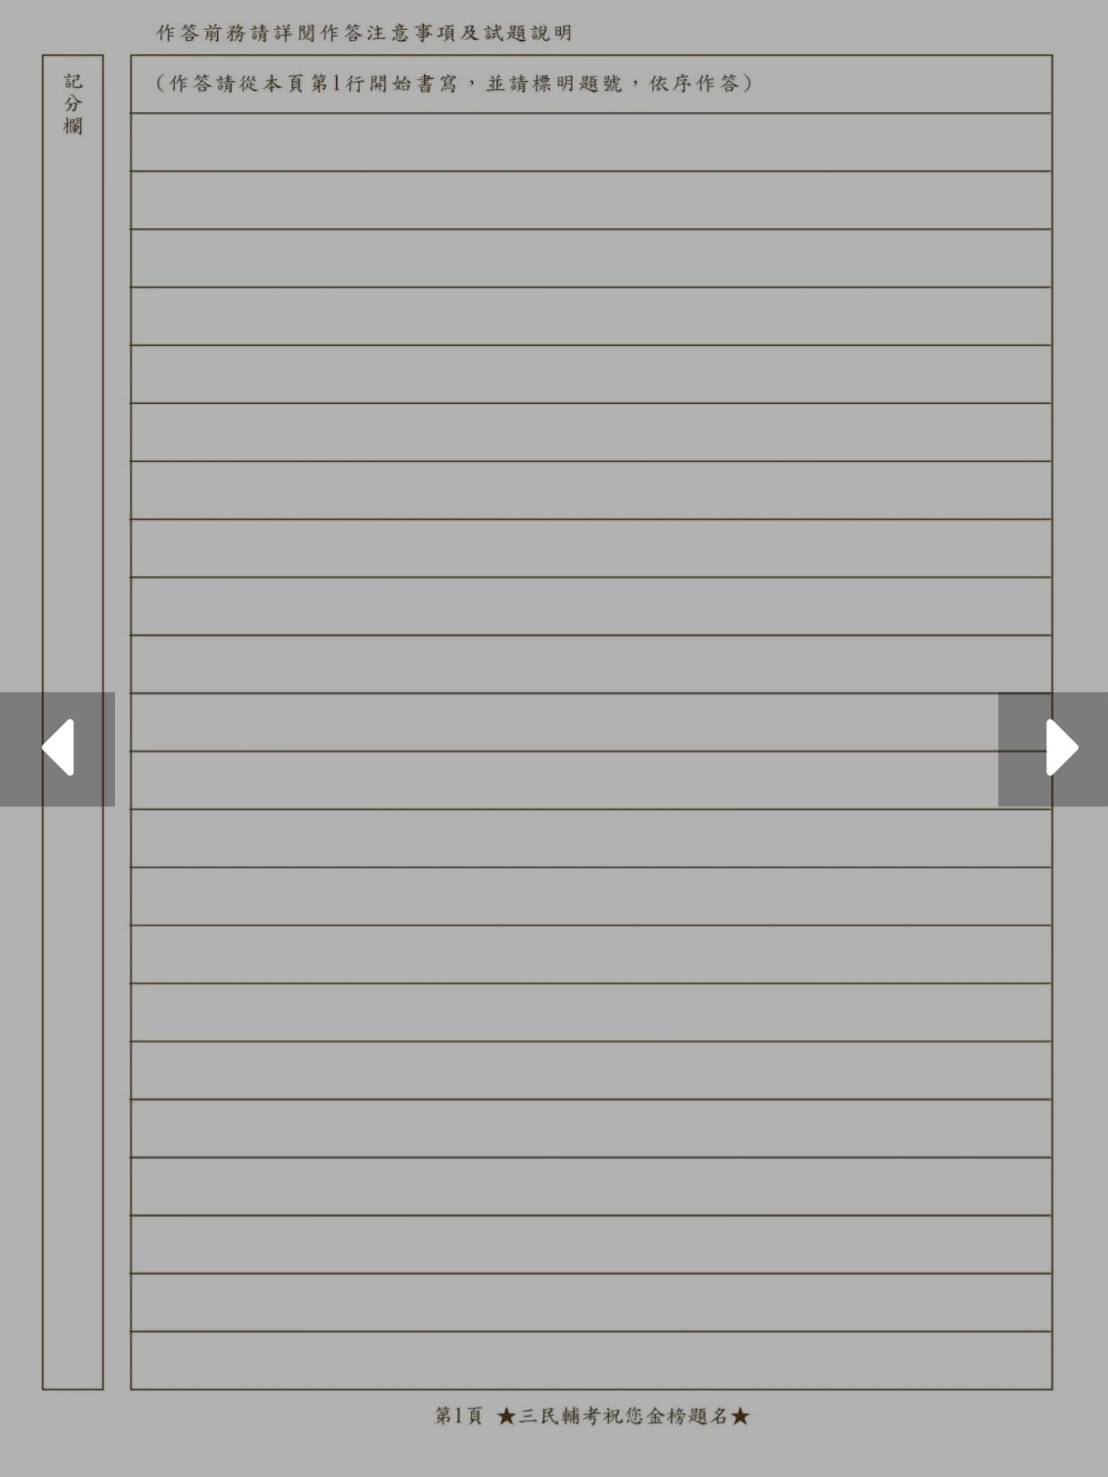 作答前務請詳閱作答注意事項及試題說明
記分欄
(作答請從本頁第1行開始書寫，並請標明題號，依序作答)
第1頁 ★三民輔考祝您金榜題名★